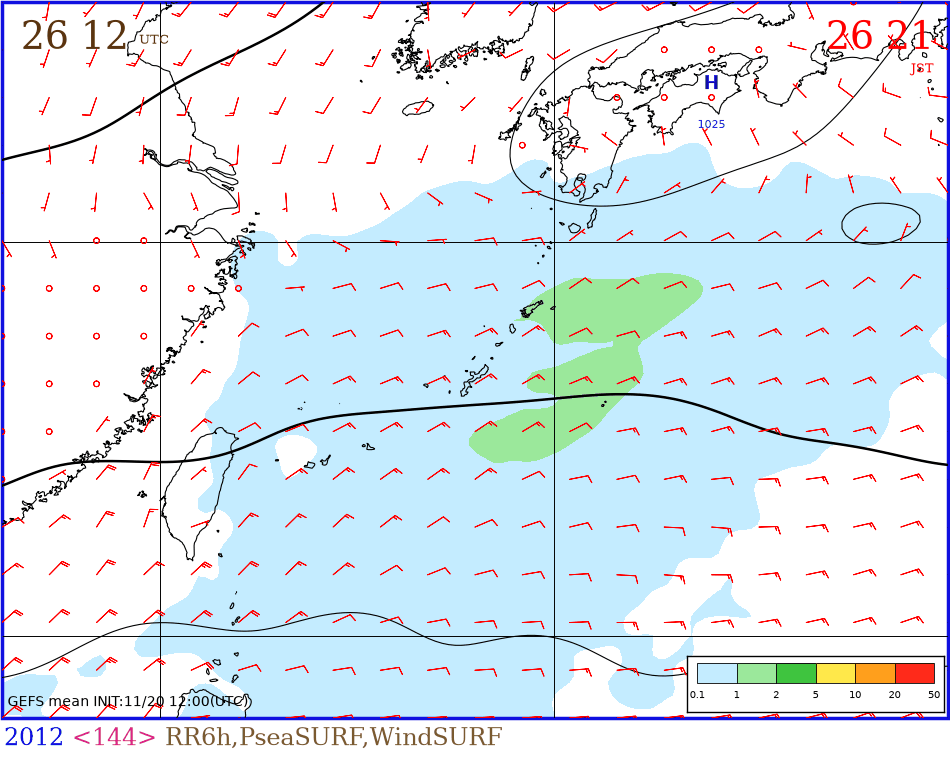 26 12 UTC
26 21 JST
H
1025
0.1 1 2 5 10 20 50
GEFS mean INIT:11/20 12:00(UTC)
2012 <144> RR6h,PseaSURF,WindSURF